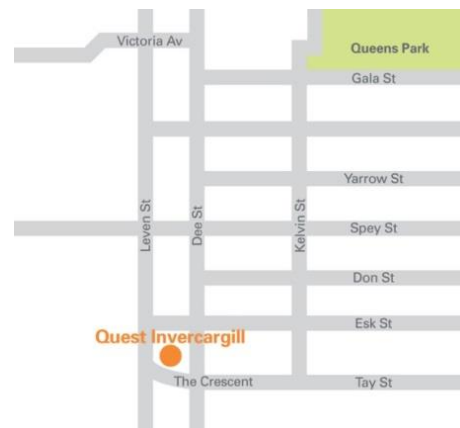 Victoria Av
Queens Park
Gala St
Yarrow St
Leven St
Dee St
Kelvin St
Spey St
Don St
Esk St
Quest Invercargill
The Crescent
Tay St